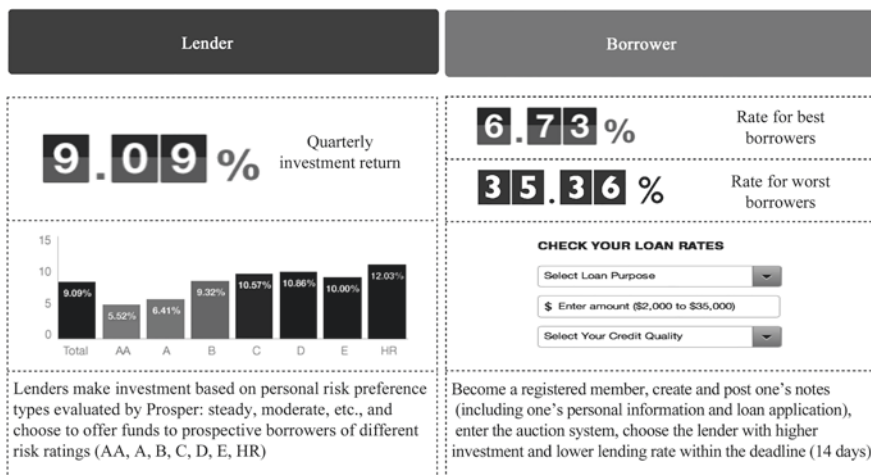 Lender
Borrower
9.09%
Quarterly
investment return
6.73%
Rate for best
borrowers
35.36 %
Rate for worst
borrowers
15
10
5
0
9.09%
5.52%
6.41%
9.32%
10.57%
10.86%
10.00%
12.03%
Total AA A B C D E HR
CHECK YOUR LOAN RATES
Select Loan Purpose
$ Enter amount ($2,000 to $35,000)
Select Your Credit Quality
Lenders make investment based on personal risk preference
types evaluated by Prosper: steady, moderate, etc., and
choose to offer funds to prospective borrowers of different
risk ratings (AA, A, B, C, D, E, HR)
Become a registered member, create and post one's notes
(including one's personal information and loan application),
enter the auction system, choose the lender with higher
investment and lower lending rate within the deadline (14 days)